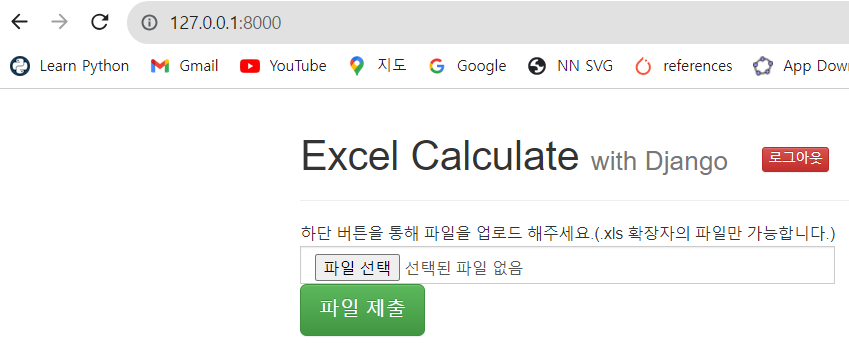 127.0.0.1:8000
Learn Python Gmail YouTube 지도 Google NN SVG references App Dow
Excel Calculate with Django 로그아웃
하단 버튼을 통해 파일을 업로드 해주세요.(.xls 확장자의 파일만 가능합니다.)
파일 선택 선택된 파일 없음
파일 제출